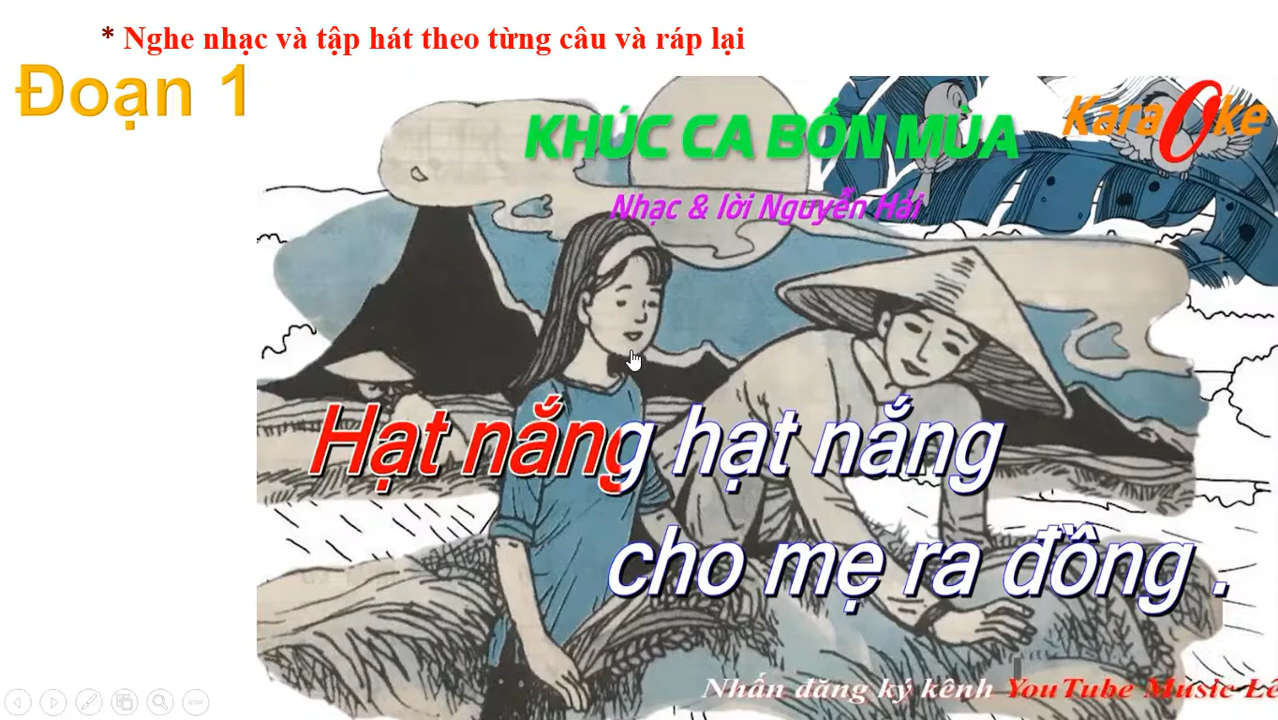 * Nghe nhạc và tập hát theo từng câu và ráp lại
Đoạn 1
KaraOke
KHÚC CA BỐN MÙA
Nhạc & lời Nguyễn Hải
Hạt nắng hạt nắng
cho mẹ ra đồng .
Nhấn đăng ký kênh YouTube Music Lê